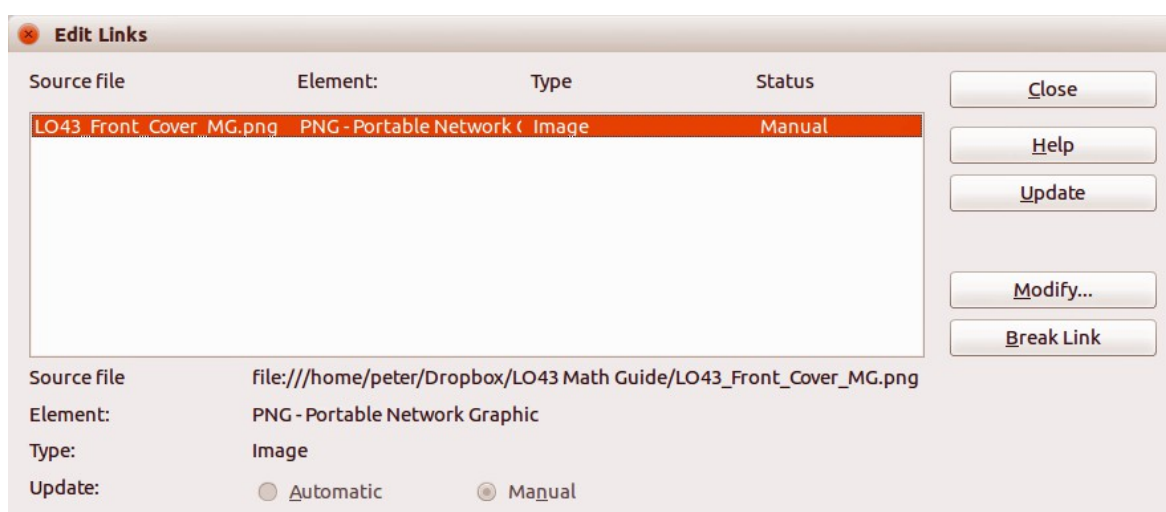 Edit Links
Source file Element: Type Status
Close
LO43_Front_Cover_MG.png PNG - Portable Network Image Manual
Help
Update
Modify...
Break Link
Source file file:///home/peter/Dropbox/LO43 Math Guide/LO43_Front_Cover_MG.png
Element: PNG - Portable Network Graphic
Type: Image
Update: Automatic Manual